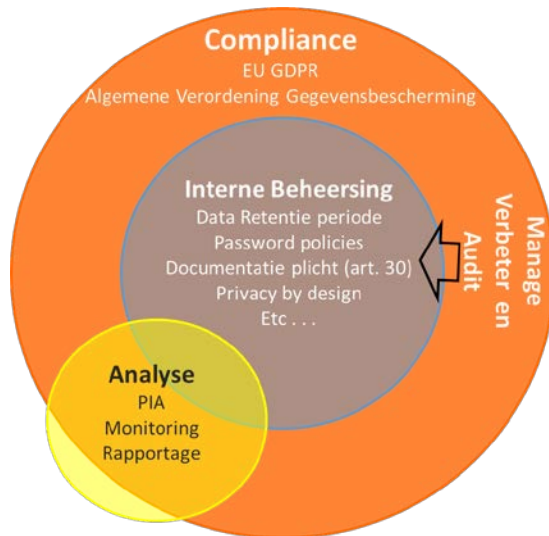 Compliance
EU GDPR
Algemene Verordening Gegevensbescherming
Interne Beheersing
Data Retentie periode
Password policies
Documentatie plicht (art. 30)
Privacy by design
Etc . . .
Manage
Verbeter en
Audit
Analyse
PIA
Monitoring
Rapportage